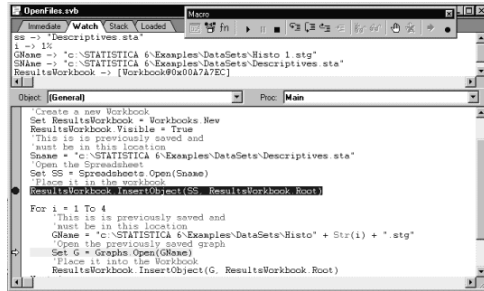 OpenFiles.svb
Macro
Immediate Watch Stack Loaded
fn
ss -> "Descriptives.sta"
i -> 1%
GName -> "c:\STATISTICA 6\Examples\DataSets\Histo 1.stg"
SName -> "c:\STATISTICA 6\Examples\DataSets\Descriptives.sta"
ResultsWorkbook -> [Workbook@0x00A7A7EC]
Object: (General) Proc: Main
'Create a new Workbook
Set ResultsWorkbook = Workbooks.New
ResultsWorkbook.Visible = True
'This is is previously saved and
'must be in this location
Sname = "c:\STATISTICA 6\Examples\DataSets\Descriptives.sta"
'Open the Spreadsheet
Set SS = Spreadsheets.Open(Sname)
'Place it in the workbook
ResultsWorkbook.InsertObject(SS, ResultsWorkbook.Root)
For i = 1 To 4
'This is is previously saved and
'must be in this location
GName = "c:\STATISTICA 6\Examples\DataSets\Histo" + Str(i) + ".stg"
'Open the previously saved graph
Set G = Graphs.Open(GName)
'Place it into the Workbook
ResultsWorkbook.InsertObject(G, ResultsWorkbook.Root)